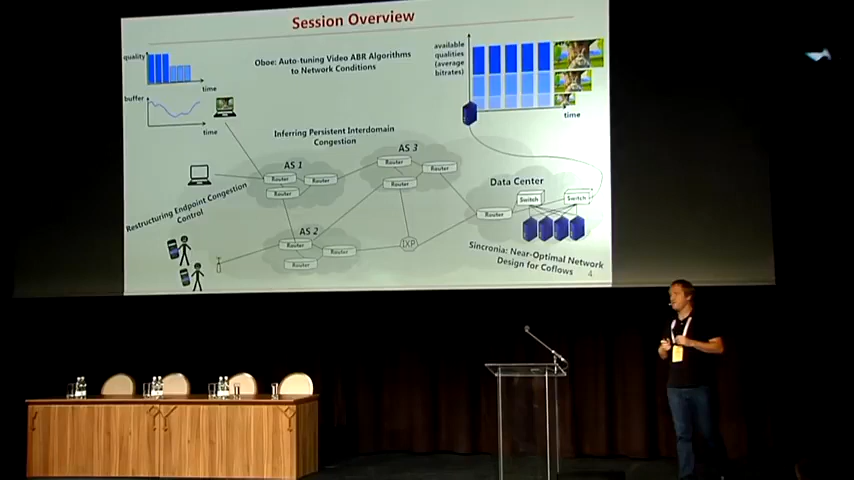 Session Overview
quality
time
buffer
time
Oboe: Auto-tuning Video ABR Algorithms
to Network Conditions
available
qualities
(average
bitrates)
time
Inferring Persistent Interdomain
Congestion
AS 1
Router
Router
Router
AS 3
Router
Router
Router
Restructuring Endpoint Congestion
Control
AS 2
Router
Router
Router
IXP
Data Center
Router
Switch
Switch
Sincronia: Near-Optimal Network
Design for Coflows
4